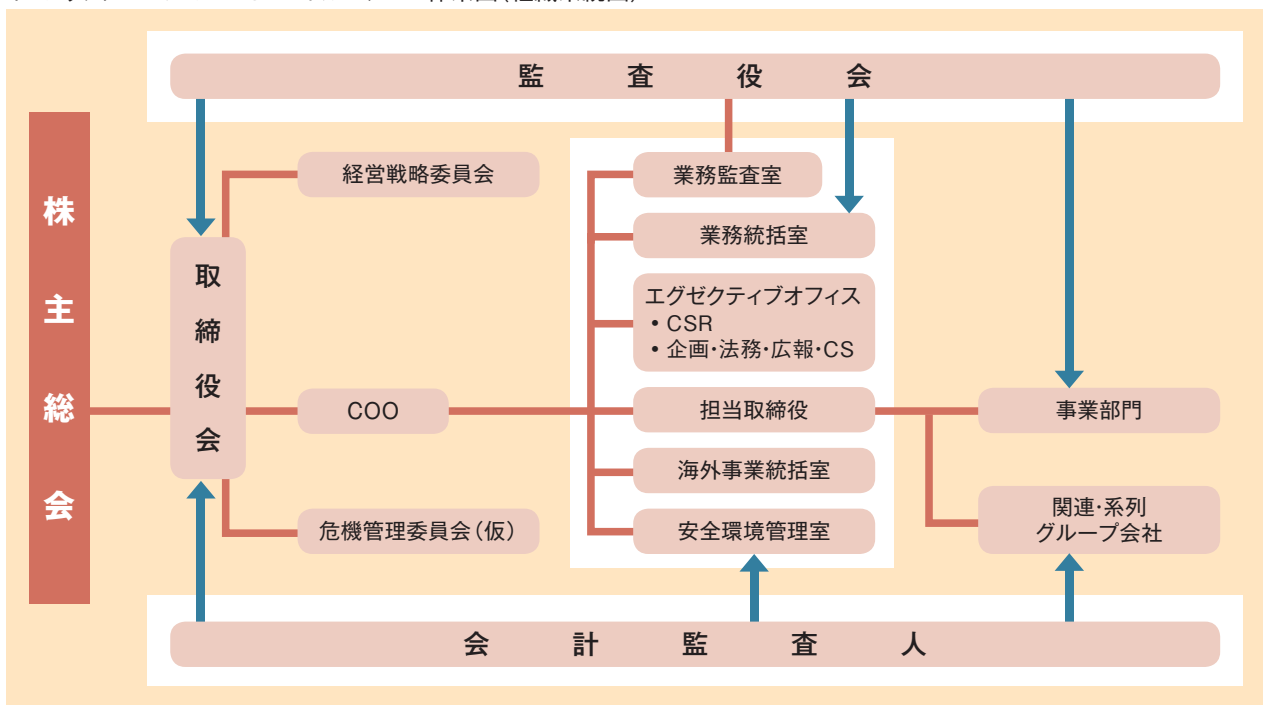 監査役会
株主総会
取締役会
経営戦略委員会
COO
危機管理委員会(仮)
業務監査室
業務統括室
エグゼクティブオフィス
• CSR
• 企画・法務・広報・CS
担当取締役
海外事業統括室
安全環境管理室
事業部門
関連・系列
グループ会社
会計監査人